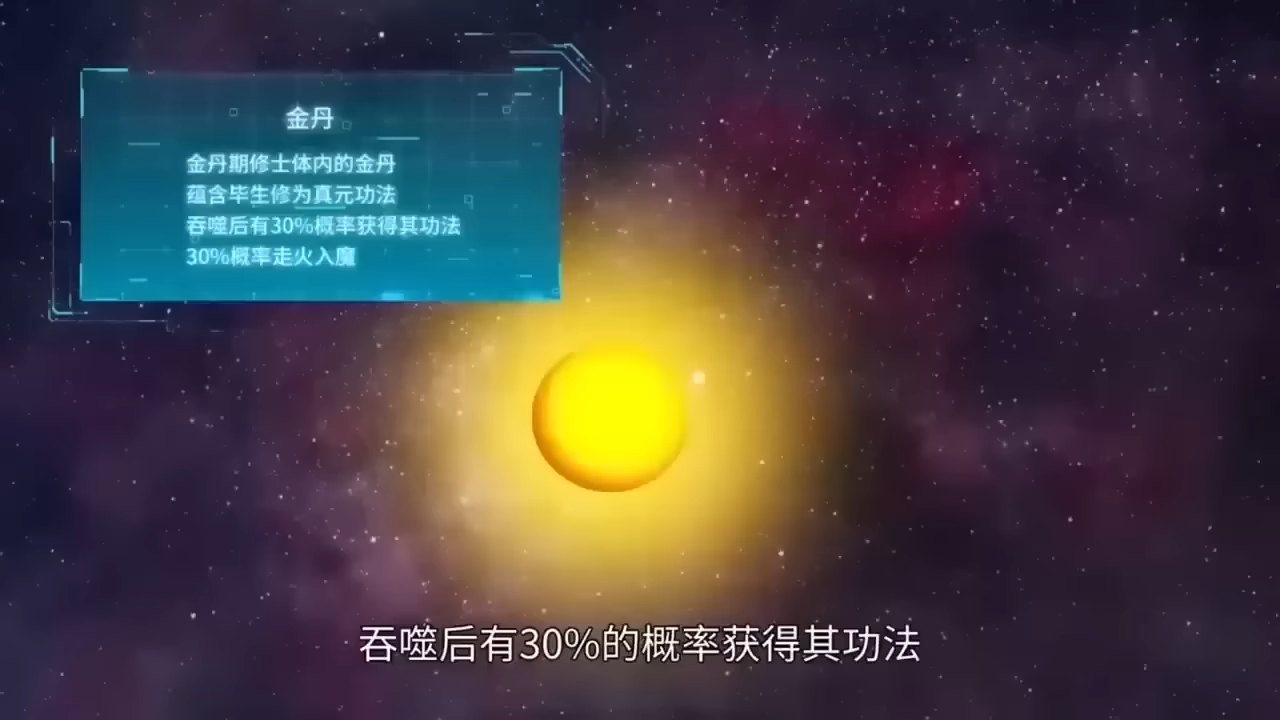 金丹
金丹期修士体内的金丹
蕴含毕生修为真元功法
吞噬后有30%概率获得其功法
30%概率走火入魔
吞噬后有30%的概率获得其功法